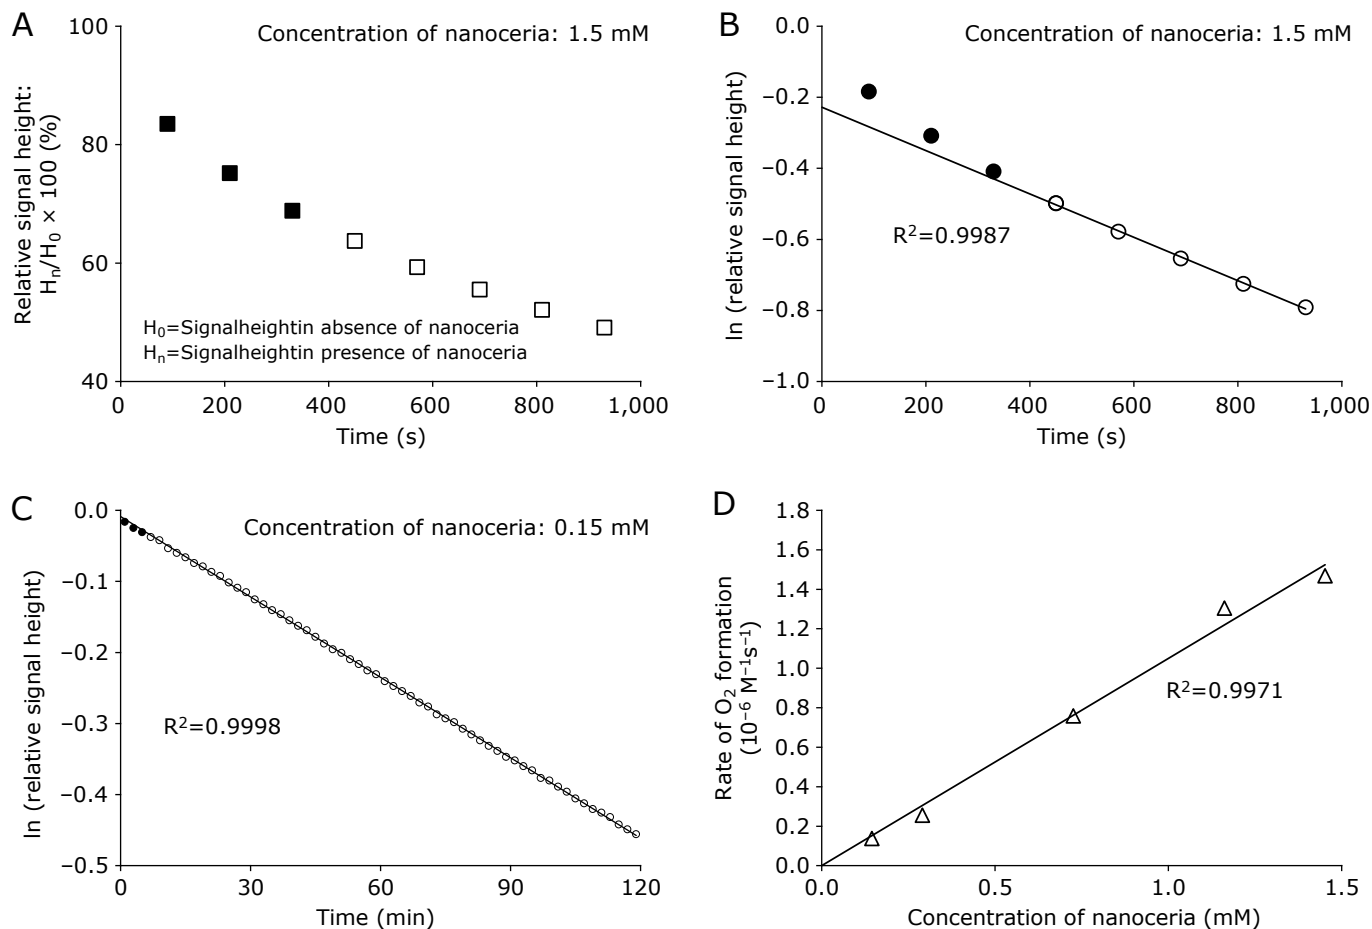 A
Concentration of nanoceria: 1.5 mM
Relative signal height:
Hₙ/H₀ × 100 (%)
100
80
60
40
H₀=Signalheightin absence of nanoceria
Hₙ=Signalheightin presence of nanoceria
0 200 400 600 800 1,000
Time (s)
B
Concentration of nanoceria: 1.5 mM
ln (relative signal height)
0.0
−0.2
−0.4
−0.6
−0.8
−1.0
R²=0.9987
0 200 400 600 800 1,000
Time (s)
C
Concentration of nanoceria: 0.15 mM
ln (relative signal height)
0.0
−0.1
−0.2
−0.3
−0.4
−0.5
R²=0.9998
0 30 60 90 120
Time (min)
D
Rate of O₂ formation
(10⁻⁶ M⁻¹s⁻¹)
1.8
1.6
1.4
1.2
1.0
0.8
0.6
0.4
0.2
0.0
R²=0.9971
0.0 0.5 1.0 1.5
Concentration of nanoceria (mM)